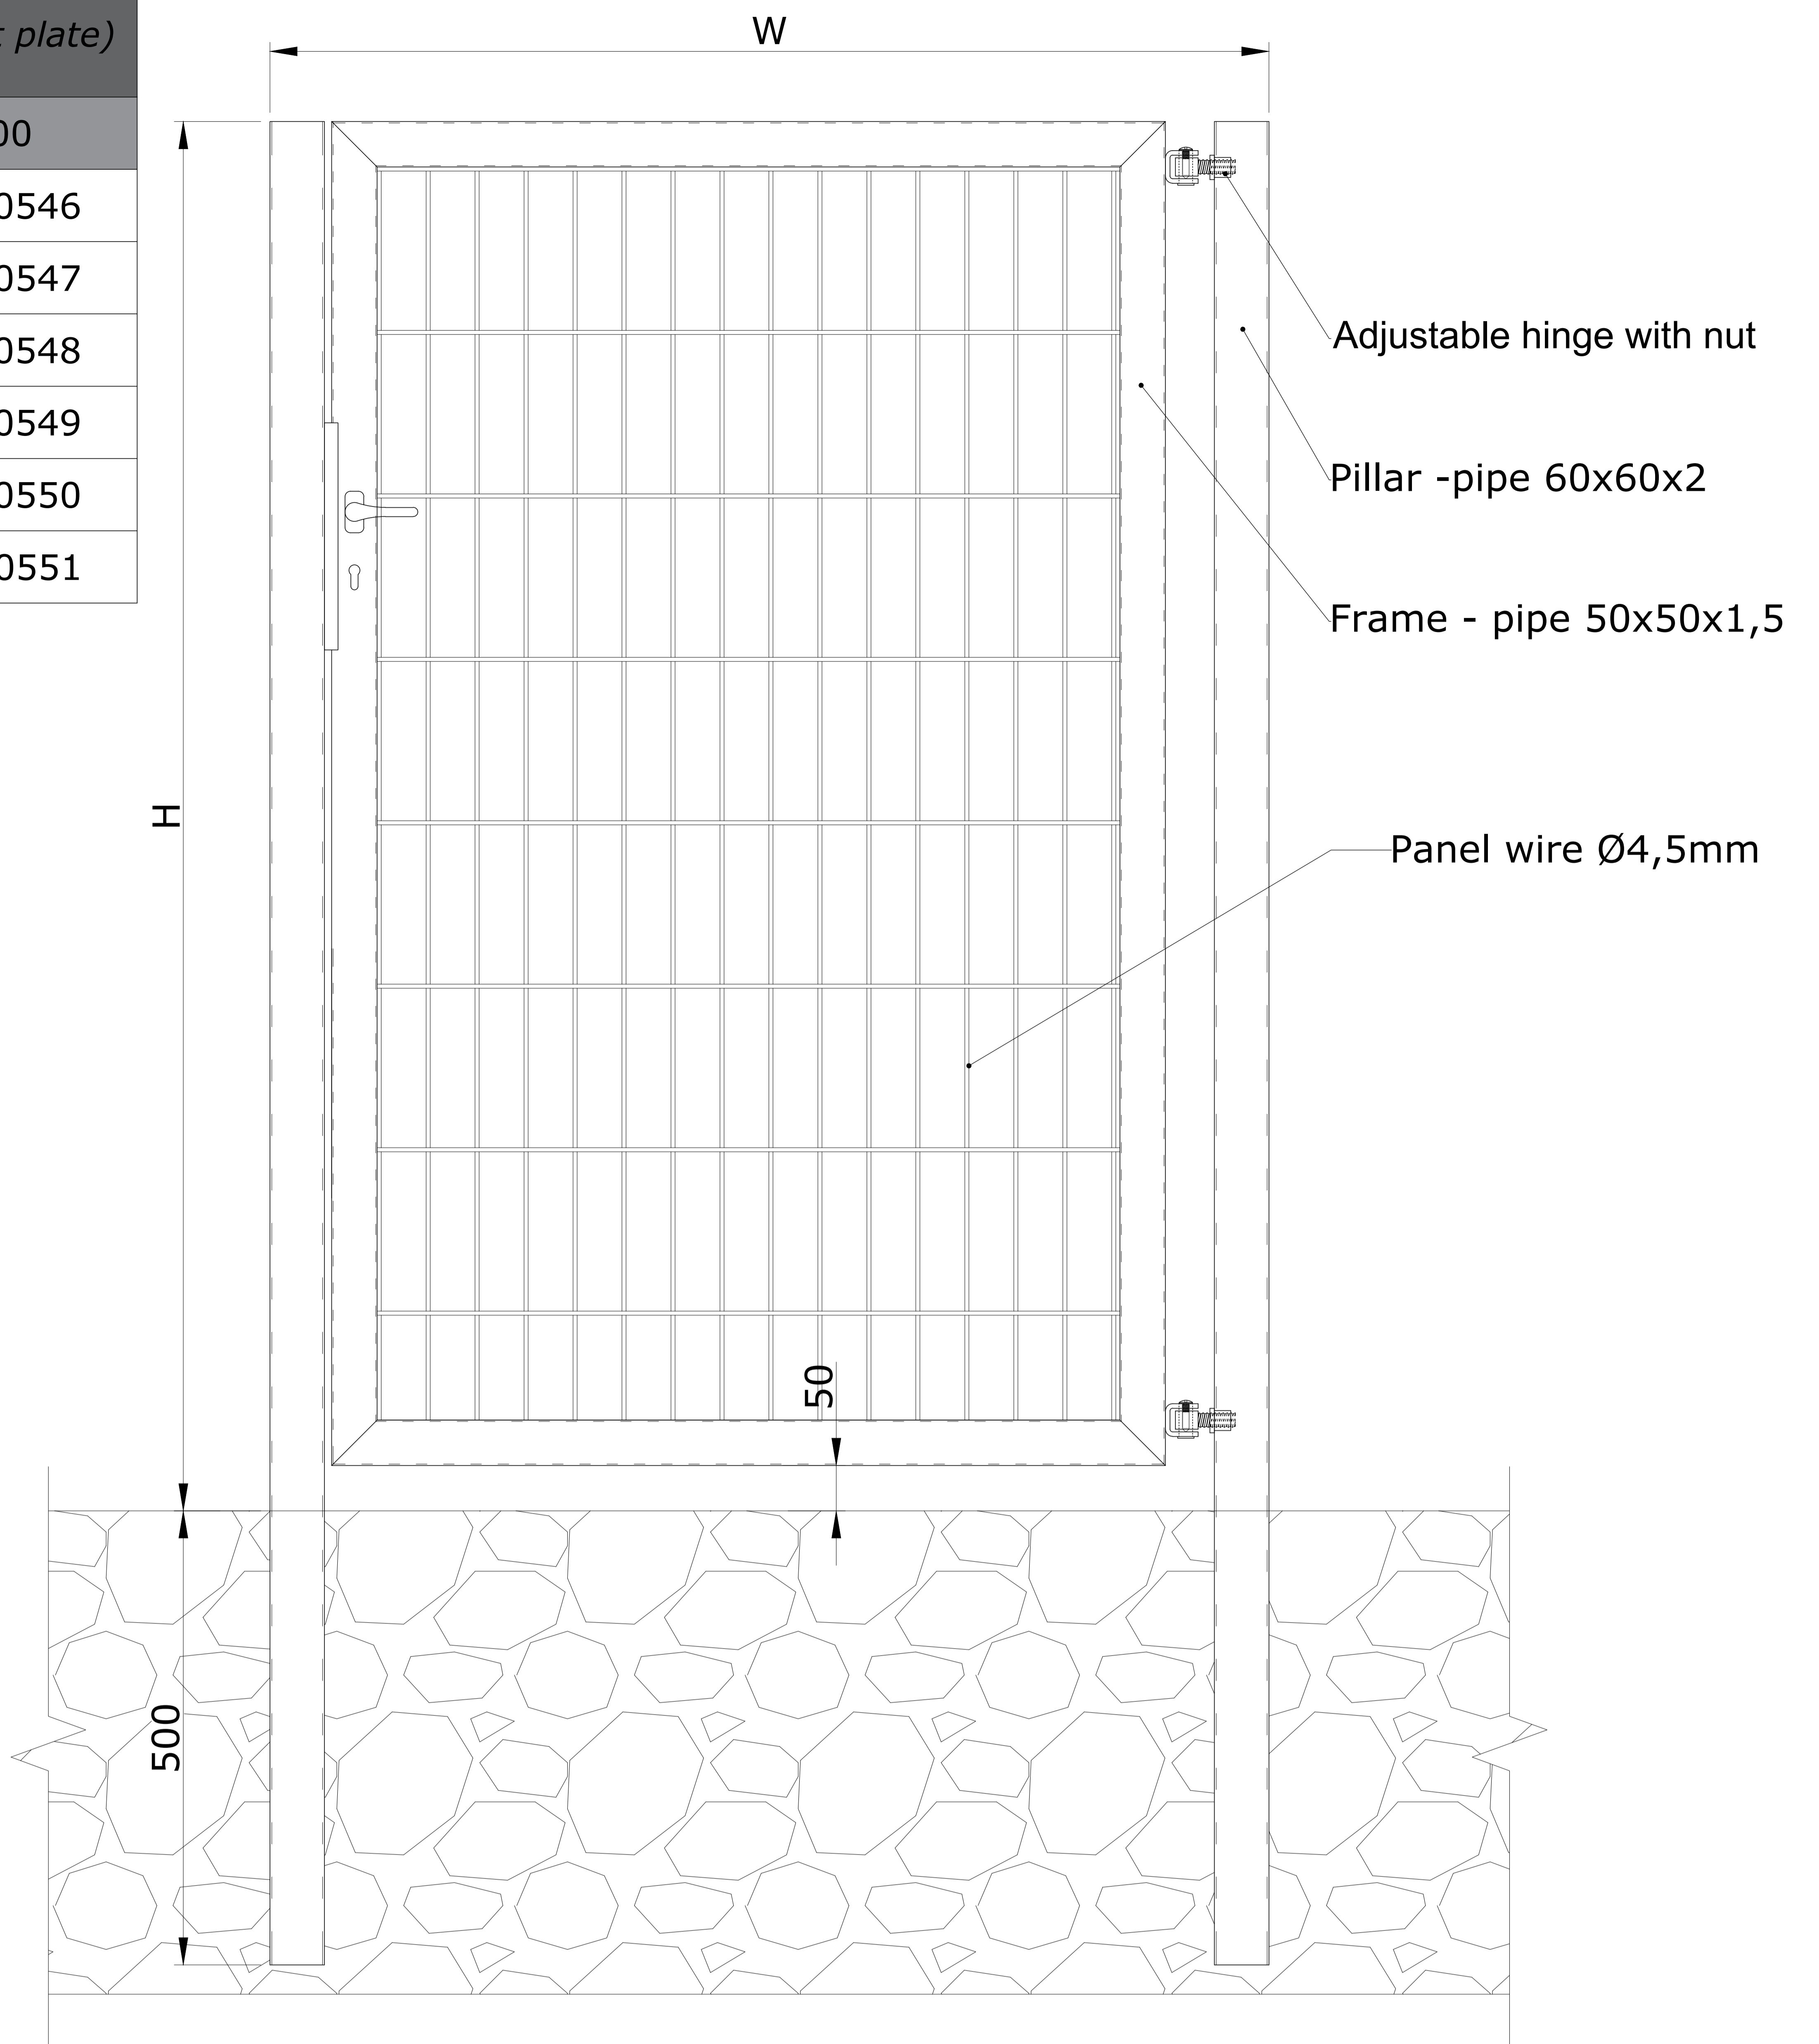 plate)
00
0546
0547
0548
0549
0550
0551
W
H
Adjustable hinge with nut
Pillar -pipe 60x60x2
Frame - pipe 50x50x1,5
Panel wire Ø4,5mm
50
500